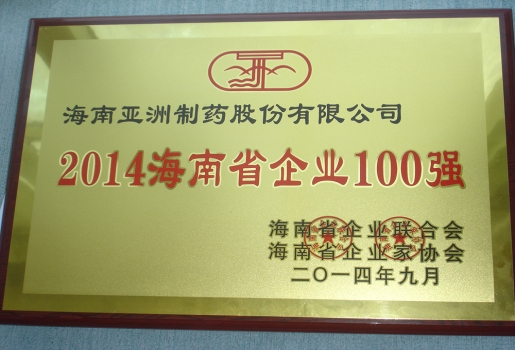 海南亚洲制药股份有限公司
2014海南省企业100强
海南省企业联合会
海南省企业家协会
二〇一四年九月